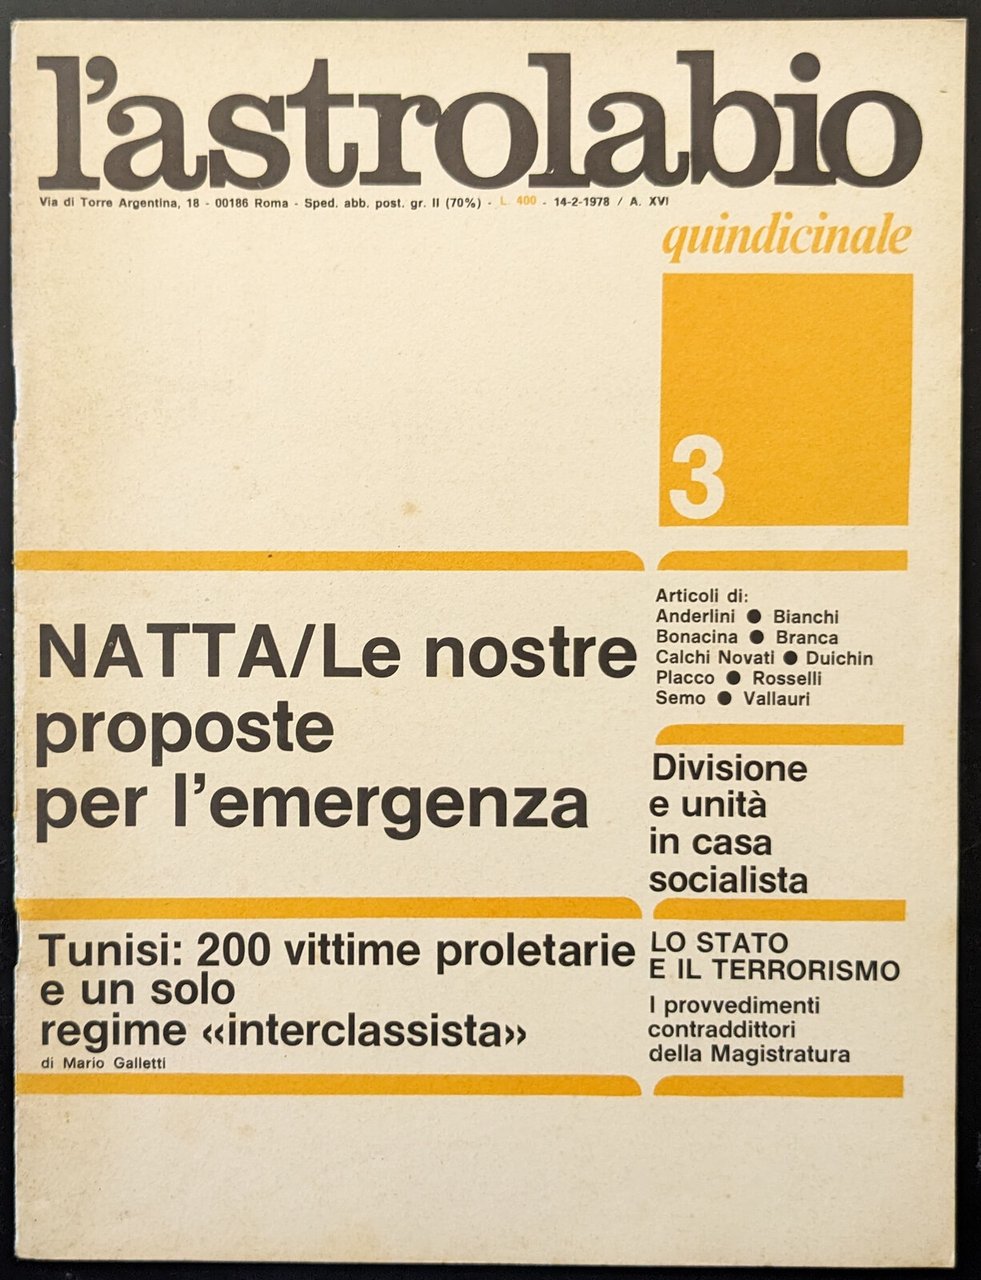 l'astrolabio
Via di Torre Argentina, 18 - 00186 Roma - Sped. abb. post. gr. II (70%) - L. 400 - 14-2-1978 / A. XVI
quindicinale
3
NATTA/Le nostre
proposte
per l'emergenza
Articoli di:
Anderlini ● Bianchi
Bonacina ● Branca
Calchi Novati ● Duichin
Placco ● Rosselli
Semo ● Vallauri
Divisione
e unità
in casa
socialista
Tunisi: 200 vittime proletarie
e un solo
regime «interclassista»
di Mario Galletti
LO STATO
E IL TERRORISMO
I provvedimenti
contraddittori
della Magistratura